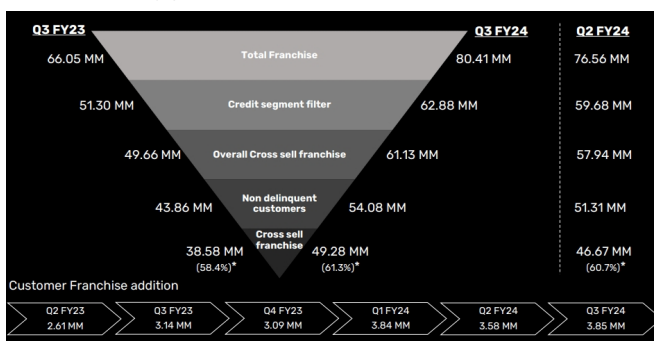 Q3 FY23 Q3 FY24 Q2 FY24
66.05 MM Total Franchise 80.41 MM 76.56 MM
51.30 MM Credit segment filter 62.88 MM 59.68 MM
49.66 MM Overall Cross sell franchise 61.13 MM 57.94 MM
43.86 MM Non delinquent customers 54.08 MM 51.31 MM
38.58 MM Cross sell franchise 49.28 MM 46.67 MM
(58.4%)* (61.3%)* (60.7%)*
Customer Franchise addition
Q2 FY23 Q3 FY23 Q4 FY23 Q1 FY24 Q2 FY24 Q3 FY24
2.61 MM 3.14 MM 3.09 MM 3.84 MM 3.58 MM 3.85 MM